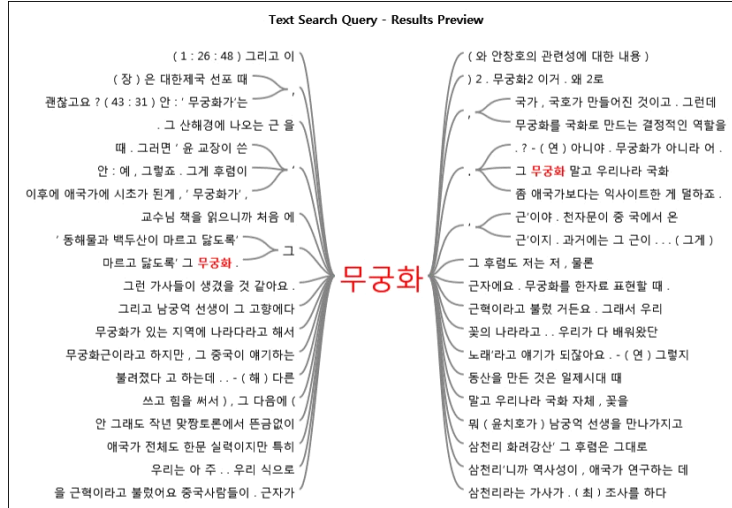 Text Search Query - Results Preview
( 1 : 26 : 48 ) 그리고 이
( 장 ) 은 대한제국 선포 때
괜찮고요 ? ( 43 : 31 ) 안 : ‘ 무궁화가’는
,
. 그 산해경에 나오는 근 을
때 . 그러면 ‘ 윤 교장이 쓴
안 : 예 , 그렇죠 . 그게 후렴이
이후에 애국가에 시초가 된게 , ‘ 무궁화가’ ,
‘
교수님 책을 읽으니까 처음 에
‘ 동해물과 백두산이 마르고 닳도록’
마르고 닳도록’ 그 무궁화 .
그
그런 가사들이 생겼을 것 같아요 .
그리고 남궁억 선생이 그 고향에다
무궁화가 있는 지역에 나라다라고 해서
무궁화근이라고 하지만 , 그 중국이 얘기하는
불려졌다 고 하는데 . . - ( 해 ) 다른
쓰고 힘을 써서 ) , 그 다음에 (
안 그래도 작년 맞짱토론에서 뜬금없이
애국가 전체도 한문 실력이지만 특히
우리는 아 주 . . 우리 식으로
을 근혁이라고 불렀어요 중국사람들이 . 근자가
무궁화
( 와 안창호의 관련성에 대한 내용 )
) 2 . 무궁화2 이거 . 왜 2로
,
국가 , 국호가 만들어진 것이고 . 그런데
무궁화를 국화로 만드는 결정적인 역할을
.
. ? - ( 연 ) 아니야 . 무궁화가 아니라 어 .
그 무궁화 말고 우리나라 국화
좀 애국가보다는 익사이트한 게 덜하죠 .
’
근’이야 . 천자문이 중 국에서 온
근’이지 . 과거에는 그 근이 . . . ( 그게 )
그 후렴도 저는 저 , 물론
근자에요 . 무궁화를 한자료 표현할 때 .
근혁이라고 불렀 거든요 . 그래서 우리
꽃의 나라라고 . . 우리가 다 배워왔단
노래’라고 얘기가 되잖아요 . - ( 연 ) 그렇지
동산을 만든 것은 일제시대 때
말고 우리나라 국화 자체 , 꽃을
뭐 ( 윤치호가 ) 남궁억 선생을 만나가지고
삼천리 화려강산’ 그 후렴은 그대로
삼천리’니까 역사성이 , 애국가 연구하는 데
삼천리라는 가사가 . ( 최 ) 조사를 하다